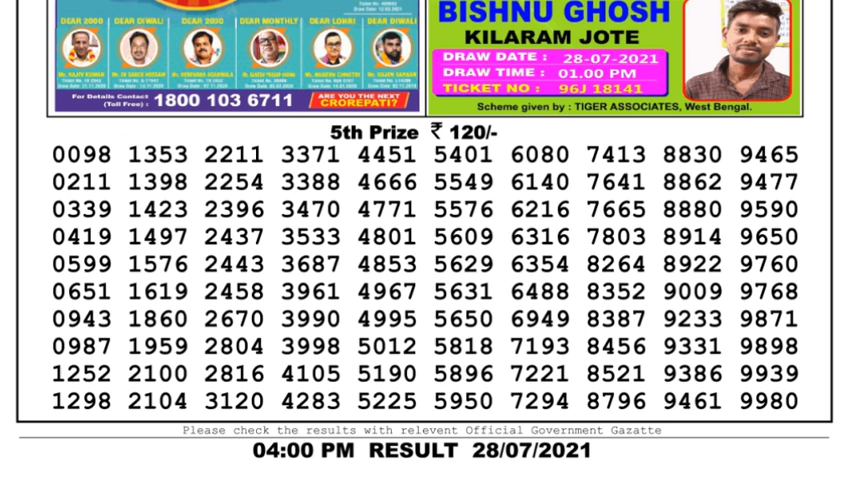 DEAR 2000 DEAR DIWALI DEAR 2000 DEAR MONTHLY DEAR LOHRI DEAR DIWALI
For Details Contact
(Toll Free) : 1800 103 6711
ARE YOU THE NEXT
CROREPATI?
BISHNU GHOSH
KILARAM JOTE
DRAW DATE : 28-07-2021
DRAW TIME : 01.00 PM
TICKET NO : 96J 18141
Scheme given by : TIGER ASSOCIATES, West Bengal.
5th Prize ₹ 120/-
0098 1353 2211 3371 4451 5401 6080 7413 8830 9465
0211 1398 2254 3388 4666 5549 6140 7641 8862 9477
0339 1423 2396 3470 4771 5576 6216 7665 8880 9590
0419 1497 2437 3533 4801 5609 6316 7803 8914 9650
0599 1576 2443 3687 4853 5629 6354 8264 8922 9760
0651 1619 2458 3961 4967 5631 6488 8352 9009 9768
0943 1860 2670 3990 4995 5650 6949 8387 9233 9871
0987 1959 2804 3998 5012 5818 7193 8456 9331 9898
1252 2100 2816 4105 5190 5896 7221 8521 9386 9939
1298 2104 3120 4283 5225 5950 7294 8796 9461 9980
Please check the results with relevent Official Government Gazatte
04:00 PM RESULT 28/07/2021